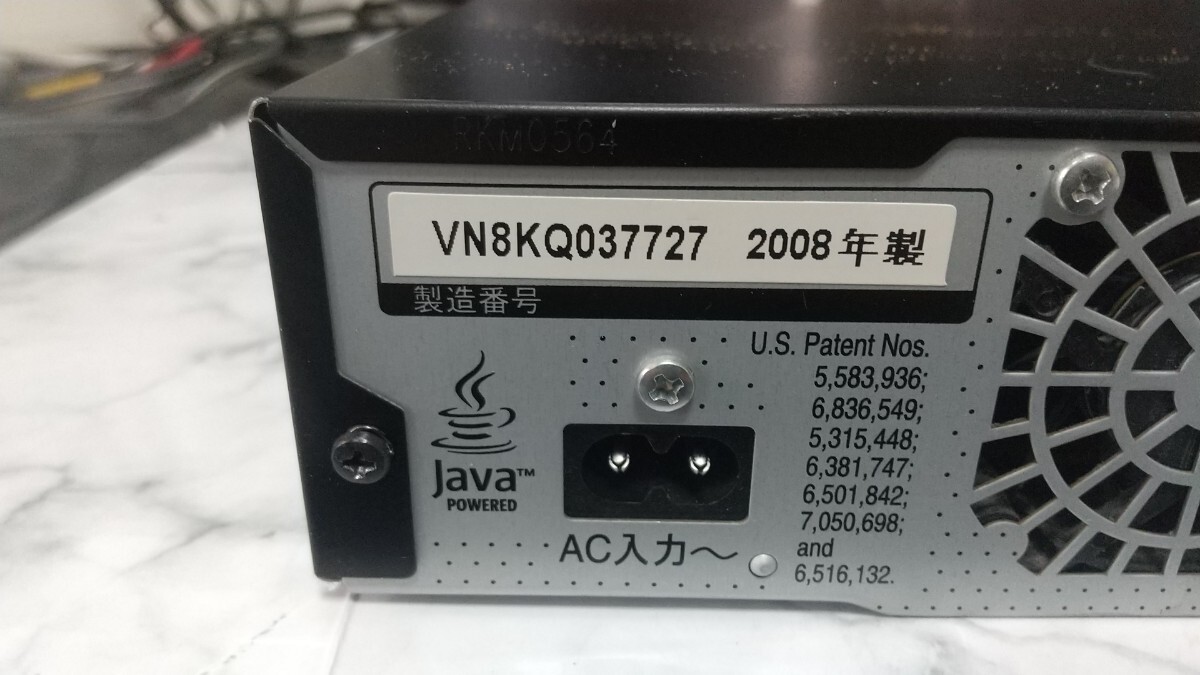 RKM0564
VN8KQ037727 2008年製
製造番号
U.S. Patent Nos.
5,583,936;
6,836,549;
5,315,448;
6,381,747;
6,501,842;
7,050,698;
and
6,516,132.
Java™
POWERED
AC入力～